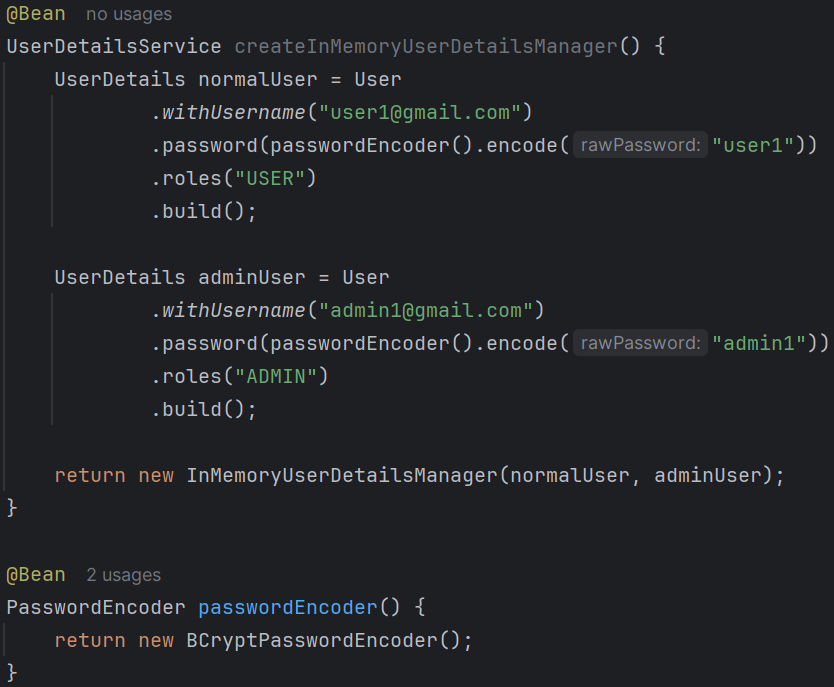 @Bean no usages
UserDetailsService createInMemoryUserDetailsManager() {
    UserDetails normalUser = User
            .withUsername("user1@gmail.com")
            .password(passwordEncoder().encode( rawPassword: "user1"))
            .roles("USER")
            .build();

    UserDetails adminUser = User
            .withUsername("admin1@gmail.com")
            .password(passwordEncoder().encode( rawPassword: "admin1"))
            .roles("ADMIN")
            .build();

    return new InMemoryUserDetailsManager(normalUser, adminUser);
}

@Bean 2 usages
PasswordEncoder passwordEncoder() {
    return new BCryptPasswordEncoder();
}